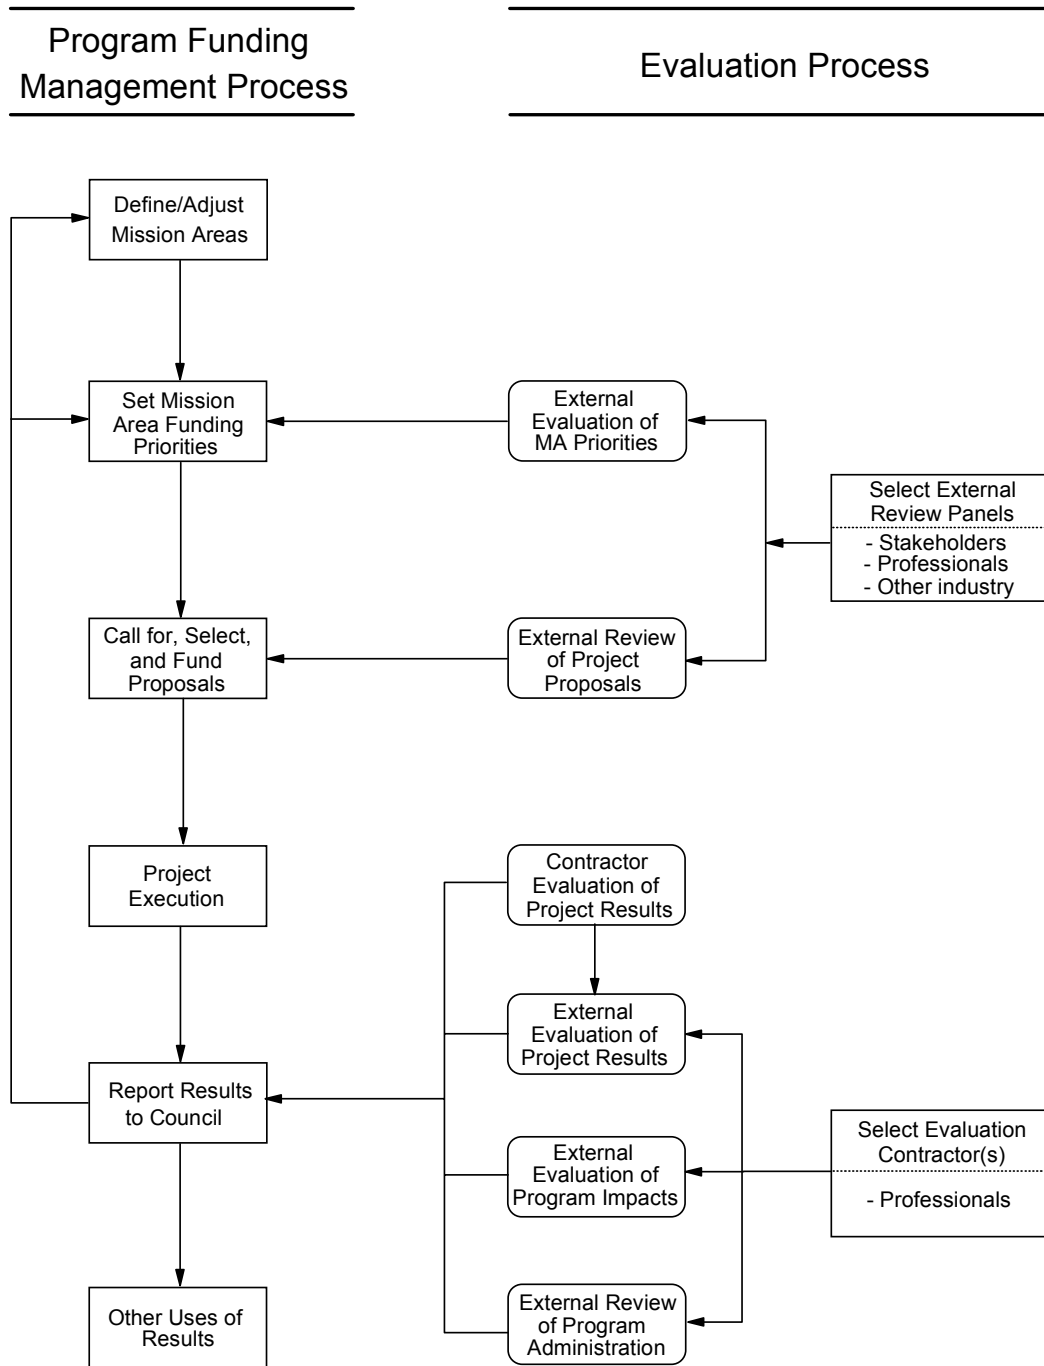 Program Funding
Management Process
Evaluation Process
Define/Adjust
Mission Areas
Set Mission
Area Funding
Priorities
External
Evaluation of
MA Priorities
Select External
Review Panels
- Stakeholders
- Professionals
- Other industry
Call for, Select,
and Fund
Proposals
External Review
of Project
Proposals
Project
Execution
Contractor
Evaluation of
Project Results
External
Evaluation of
Project Results
Report Results
to Council
External
Evaluation of
Program Impacts
Select Evaluation
Contractor(s)
- Professionals
Other Uses of
Results
External Review
of Program
Administration